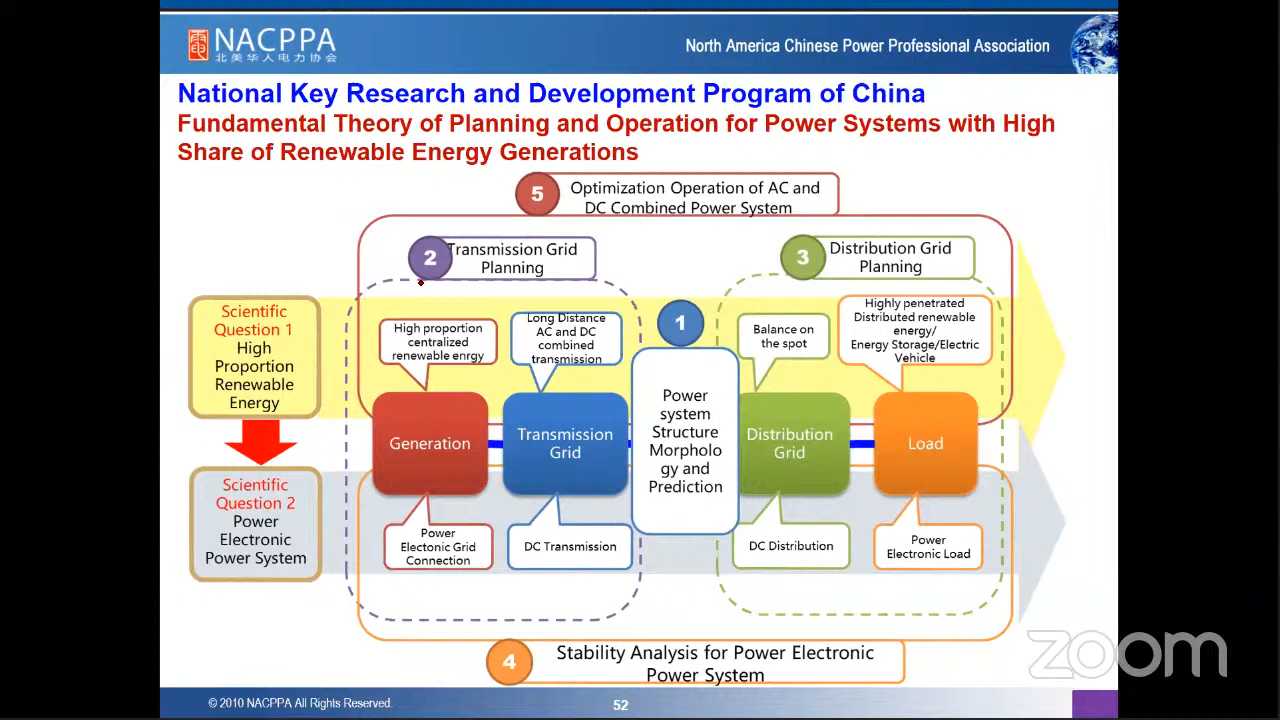 NACPPA
北美华人电力协会
North America Chinese Power Professional Association
National Key Research and Development Program of China
Fundamental Theory of Planning and Operation for Power Systems with High
Share of Renewable Energy Generations
5
Optimization Operation of AC and
DC Combined Power System
2
Transmission Grid
Planning
3
Distribution Grid
Planning
Scientific
Question 1
High
Proportion
Renewable
Energy
High proportion
centralized
renewable enrgy
Long Distance
AC and DC
combined
transmission
1
Balance on
the spot
Highly penetrated
Distributed renewable
energy/
Energy Storage/Electric
Vehicle
Generation
Transmission
Grid
Power
system
Structure
Morpholo
gy and
Prediction
Distribution
Grid
Load
Scientific
Question 2
Power
Electronic
Power System
Power
Electonic Grid
Connection
DC Transmission
DC Distribution
Power
Electronic Load
4
Stability Analysis for Power Electronic
Power System
zoom
© 2010 NACPPA All Rights Reserved.
52